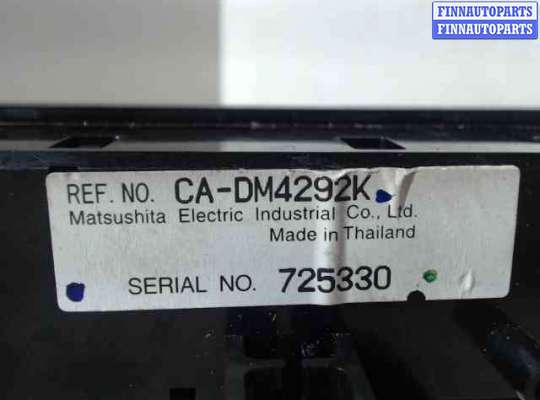 FINNAUTOPARTS
FINNAUTOPARTS
REF. NO. CA-DM4292K
Matsushita Electric Industrial Co., Ltd.
Made in Thailand
SERIAL NO. 725330